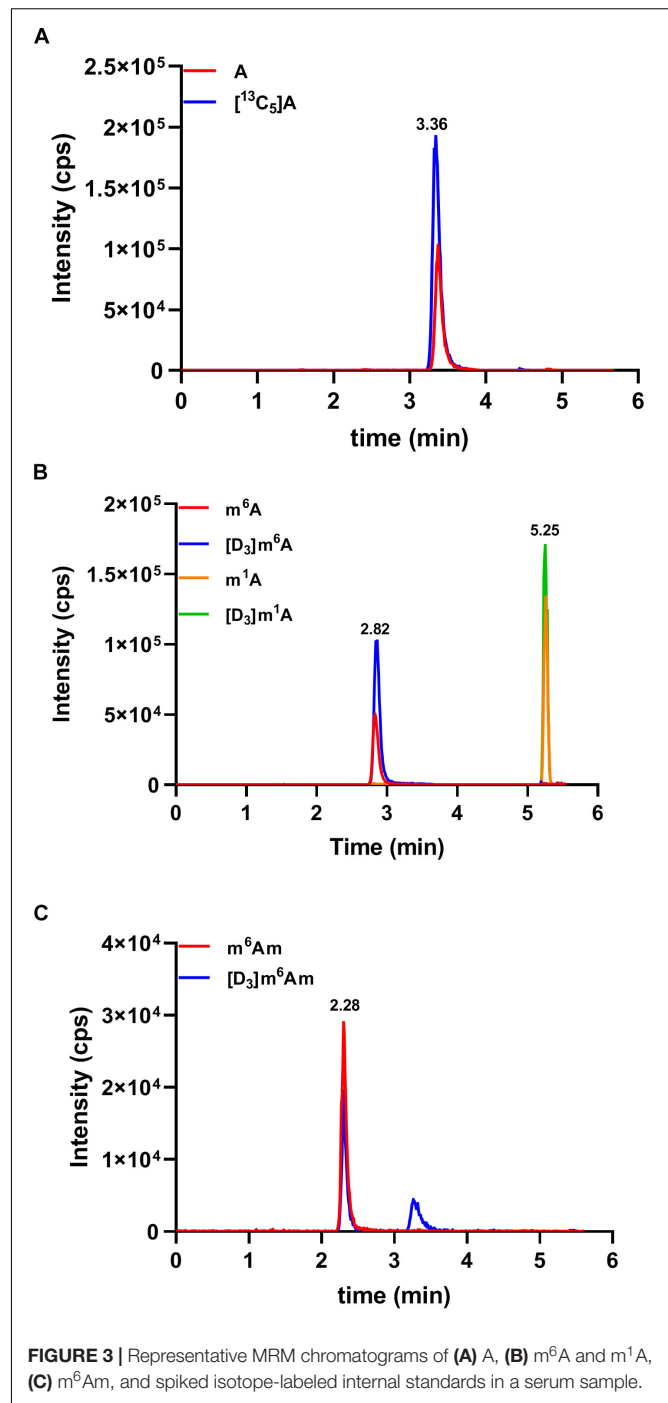 A
2.5×10⁵
2×10⁵
1.5×10⁵
1×10⁵
5×10⁴
0
Intensity (cps)
A
[¹³C₅]A
3.36
0 1 2 3 4 5 6
time (min)
B
2×10⁵
1.5×10⁵
1×10⁵
5×10⁴
0
Intensity (cps)
m⁶A
[D₃]m⁶A
m¹A
[D₃]m¹A
2.82
5.25
0 1 2 3 4 5 6
Time (min)
C
4×10⁴
3×10⁴
2×10⁴
1×10⁴
0
Intensity (cps)
m⁶Am
[D₃]m⁶Am
2.28
0 1 2 3 4 5 6
time (min)
FIGURE 3 | Representative MRM chromatograms of (A) A, (B) m⁶A and m¹A,
(C) m⁶Am, and spiked isotope-labeled internal standards in a serum sample.